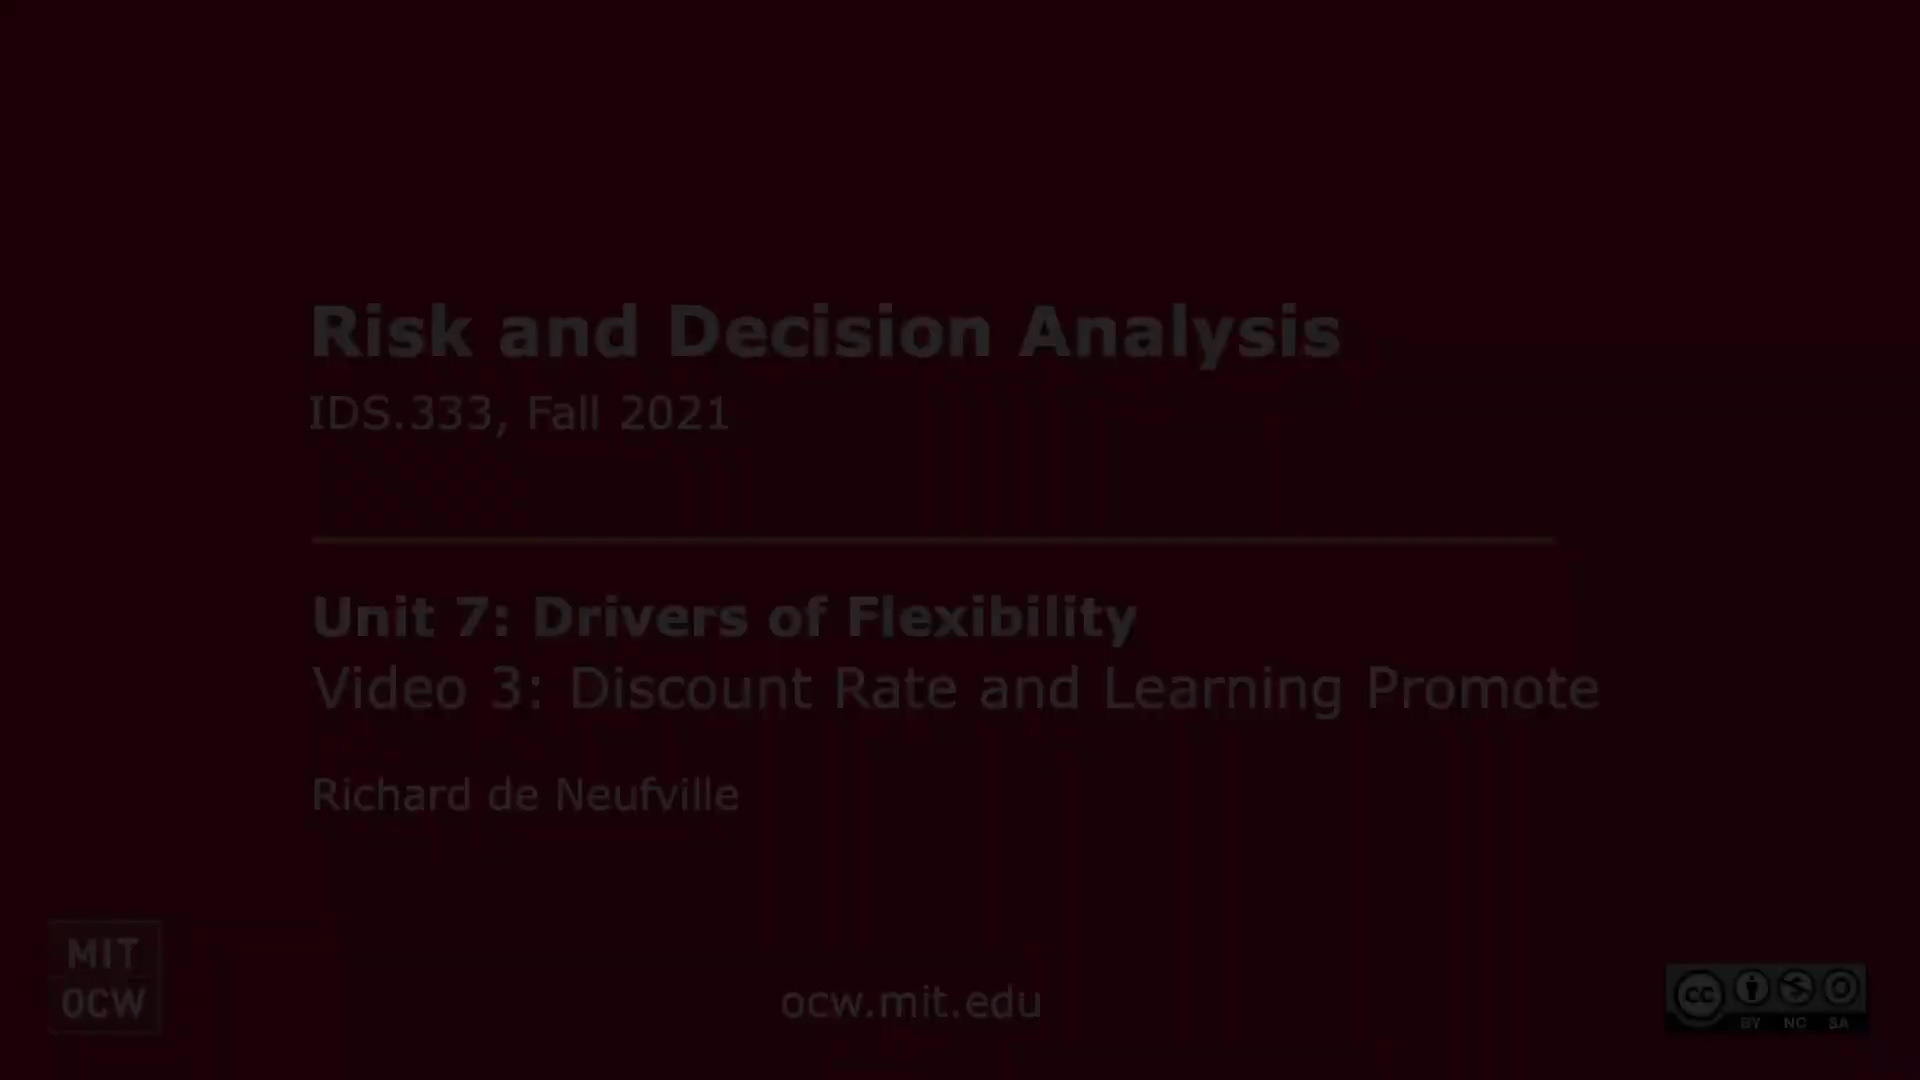 Risk and Decision Analysis
IDS.333, Fall 2021
Unit 7: Drivers of Flexibility
Video 3: Discount Rate and Learning Promote
Richard de Neufville
MIT
OCW
ocw.mit.edu
cc
BY NC SA